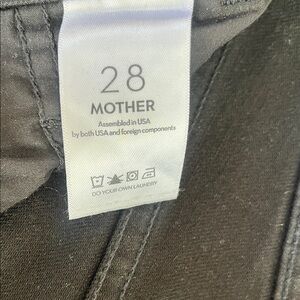 28
MOTHER
Assembled in USA
by both USA and foreign components
DO YOUR OWN LAUNDRY